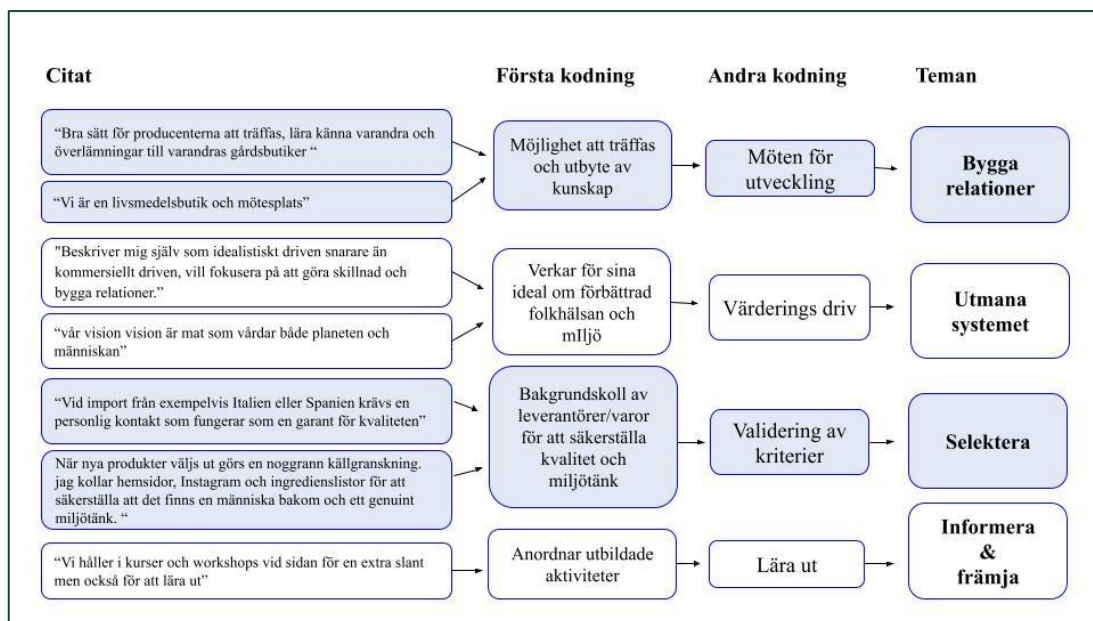 Citat
Första kodning
Andra kodning
Teman
“Bra sätt för producenterna att träffas, lära känna varandra och
överlämningar till varandras gårdsbutiker “
“Vi är en livsmedelsbutik och mötesplats”
Möjlighet att träffas
och utbyte av
kunskap
Möten för
utveckling
Bygga
relationer
"Beskriver mig själv som idealistiskt driven snarare än
kommersiellt driven, vill fokusera på att göra skillnad och
bygga relationer.”
“vår vision vision är mat som vårdar både planeten och
människan”
Verkar för sina
ideal om förbättrad
folkhälsan och
mIljö
Värderings driv
Utmana
systemet
“Vid import från exempelvis Italien eller Spanien krävs en
personlig kontakt som fungerar som en garant för kvaliteten”
När nya produkter väljs ut görs en noggrann källgranskning.
jag kollar hemsidor, Instagram och ingredienslistor för att
säkerställa att det finns en människa bakom och ett genuint
miljötänk. “
Bakgrundskoll av
leverantörer/varor
för att säkerställa
kvalitet och
miljötänk
Validering av
kriterier
Selektera
“Vi håller i kurser och workshops vid sidan för en extra slant
men också för att lära ut”
Anordnar utbildade
aktiviteter
Lära ut
Informera
&
främja